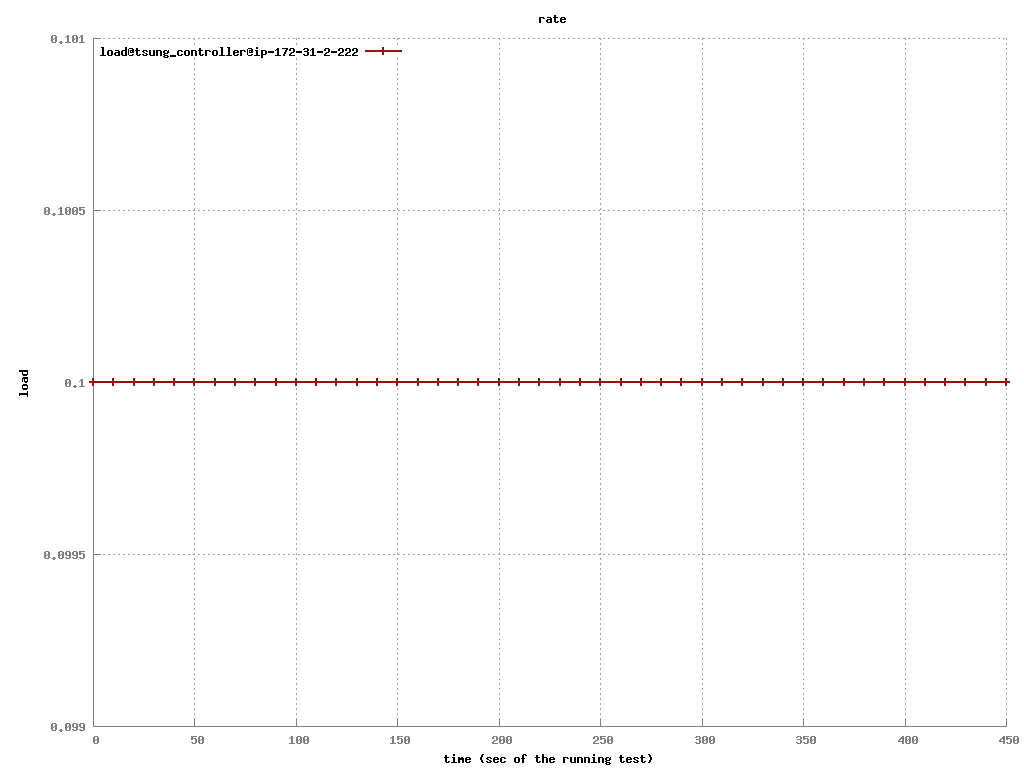 rate
0.101
load@tsung_controller@ip-172-31-2-222
0.1005
load
0.1
0.0995
0.099
0 50 100 150 200 250 300 350 400 450
time (sec of the running test)